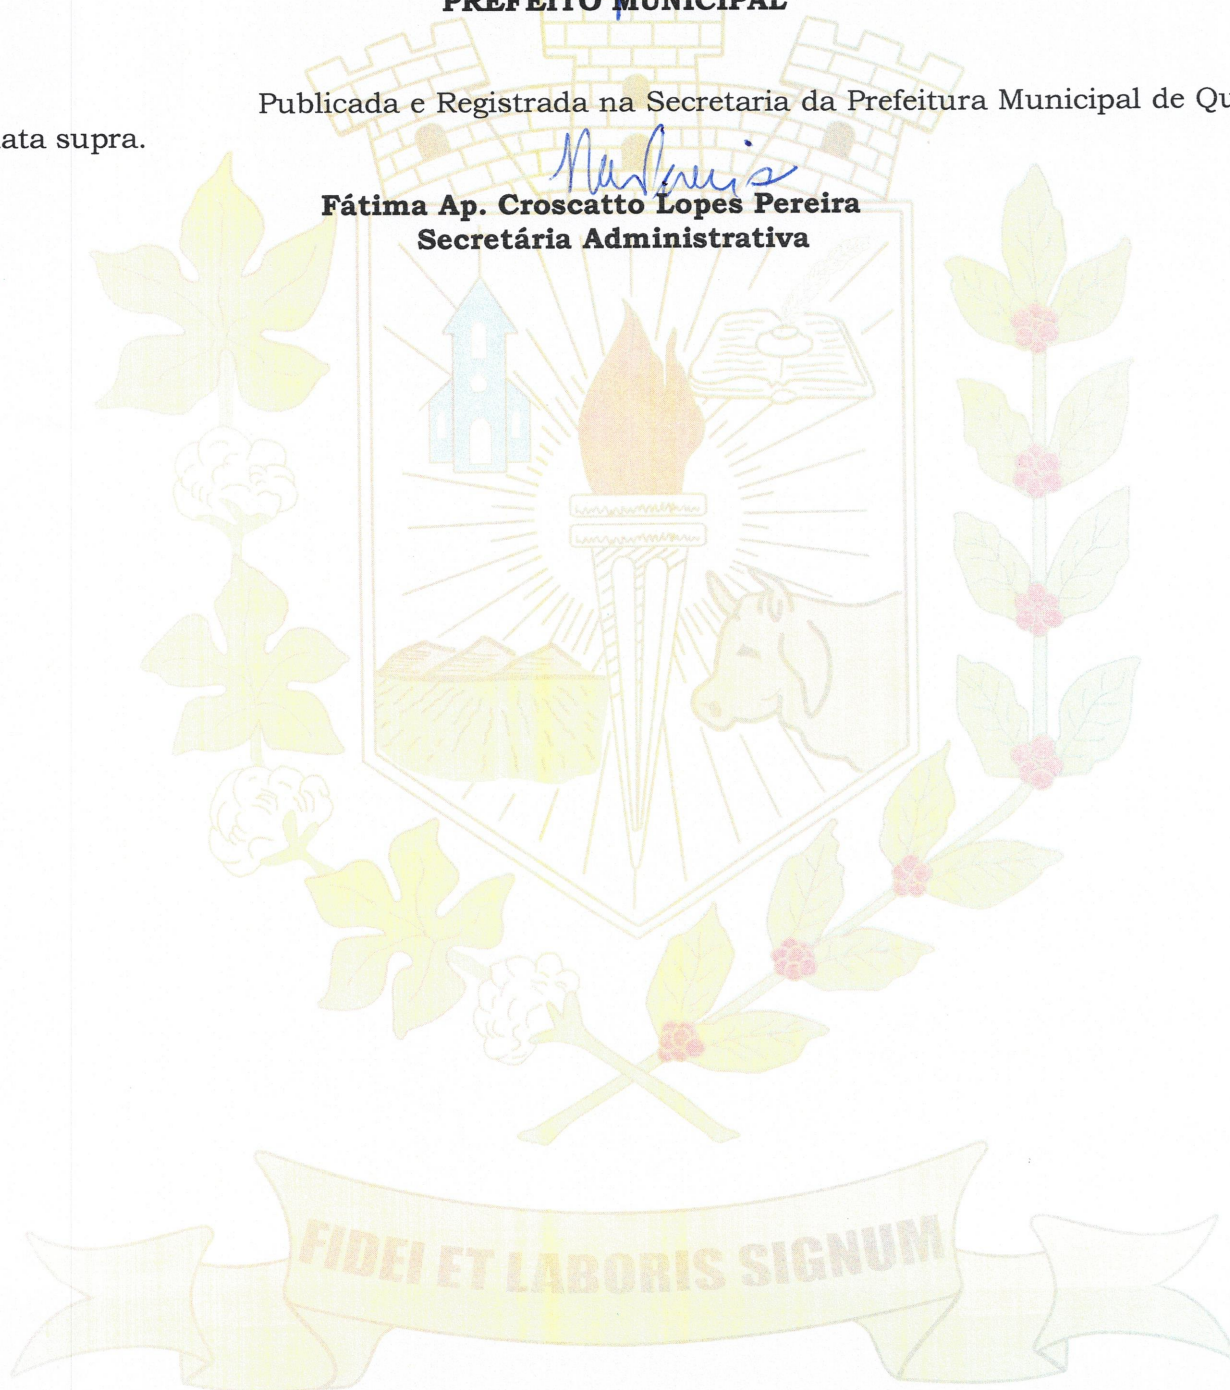 PREFEITO MUNICIPAL
Publicada e Registrada na Secretaria da Prefeitura Municipal de Qu
ata supra.
Fátima Ap. Croscatto Lopes Pereira
Secretária Administrativa
FIDEI ET LABORIS SIGNUM